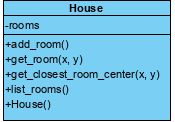 House
-rooms
+add_room()
+get_room(x, y)
+get_closest_room_center(x, y)
+list_rooms()
+House()